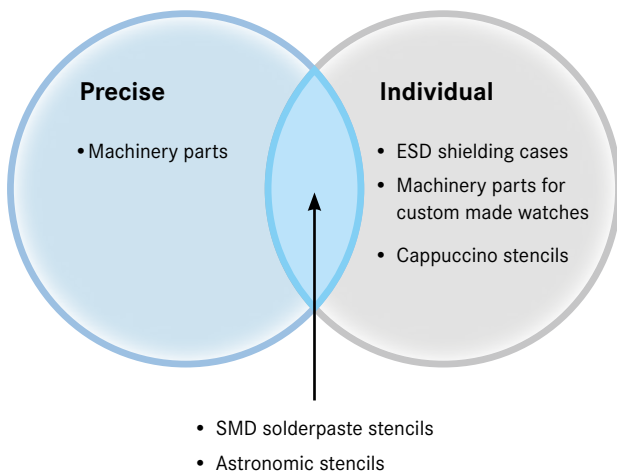 Precise
• Machinery parts
Individual
• ESD shielding cases
• Machinery parts for
custom made watches
• Cappuccino stencils
• SMD solderpaste stencils
• Astronomic stencils